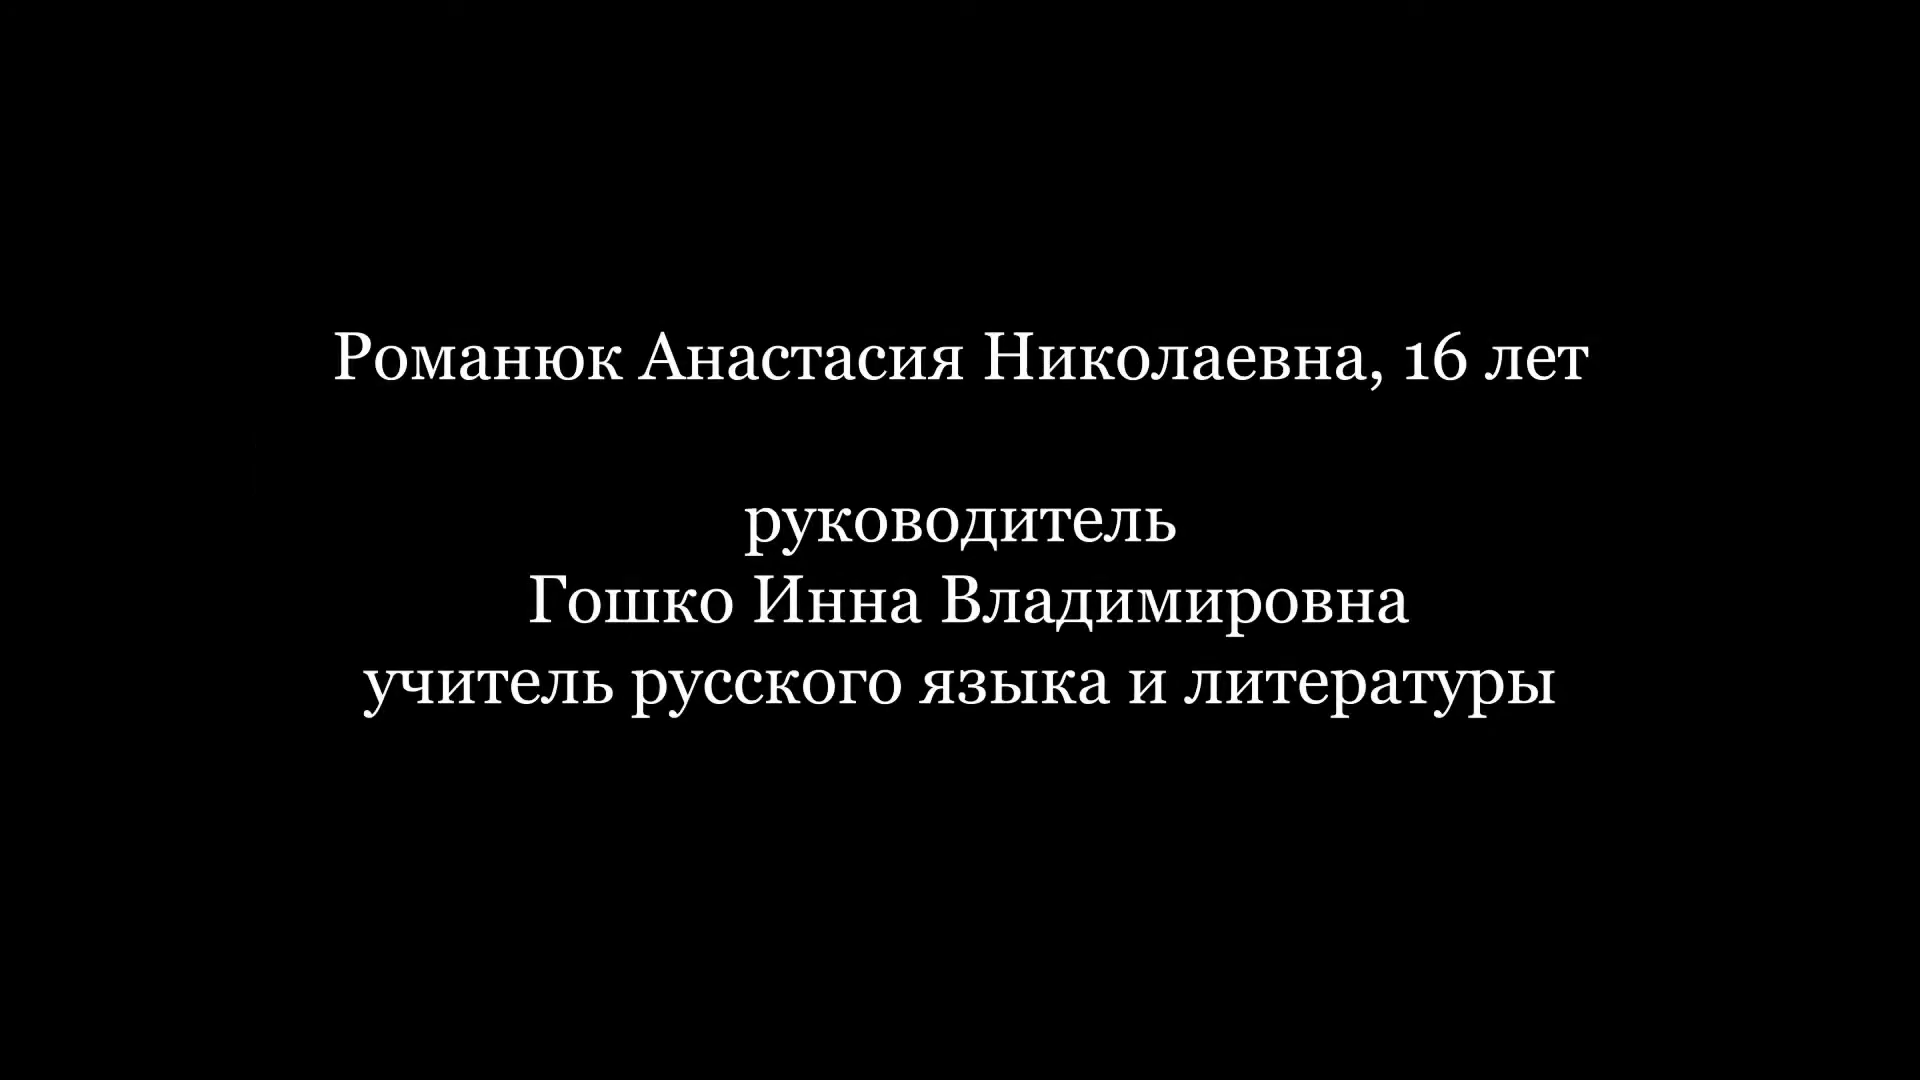 Романюк Анастасия Николаевна, 16 лет
руководитель
Гошко Инна Владимировна
учитель русского языка и литературы